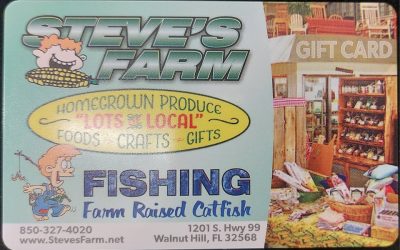 STEVE'S
FARM
GIFT CARD
HOMEGROWN PRODUCE
"LOTS OF LOCAL"
FOODS - CRAFTS - GIFTS
FISHING
Farm Raised Catfish
850-327-4020
www.StevesFarm.net
1201 S. Hwy 99
Walnut Hill, FL 32568